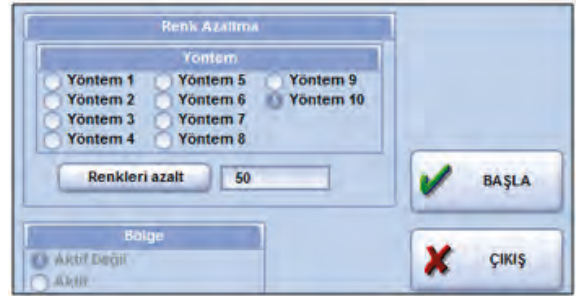 Renk Azaltma
Yöntem
Yöntem 1 Yöntem 5 Yöntem 9
Yöntem 2 Yöntem 6 Yöntem 10
Yöntem 3 Yöntem 7
Yöntem 4 Yöntem 8
Renkleri azalt 50
BAŞLA
Bölge
Aktif Değil
Aktif
ÇIKIŞ